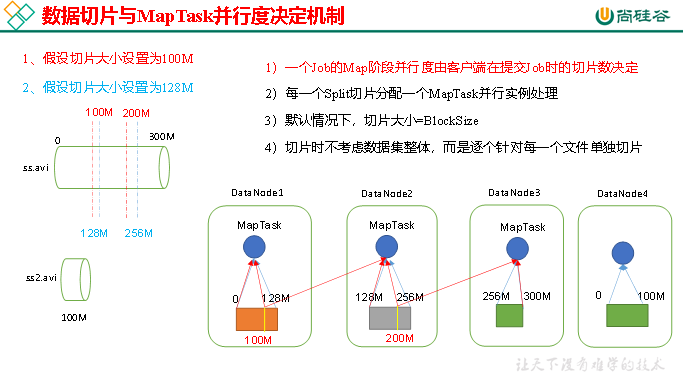 数据切片与MapTask并行度决定机制
尚硅谷
1、假设切片大小设置为100M
2、假设切片大小设置为128M
100M 200M
0 300M
ss.avi
128M 256M
ss2.avi
100M
1）一个Job的Map阶段并行度由客户端在提交Job时的切片数决定
2）每一个Split切片分配一个MapTask并行实例处理
3）默认情况下，切片大小=BlockSize
4）切片时不考虑数据集整体，而是逐个针对每一个文件单独切片
DataNode1 DataNode2 DataNode3 DataNode4
MapTask MapTask MapTask
0 128M 128M 256M 256M 300M 0 100M
100M 200M
让天下没有难学的技术